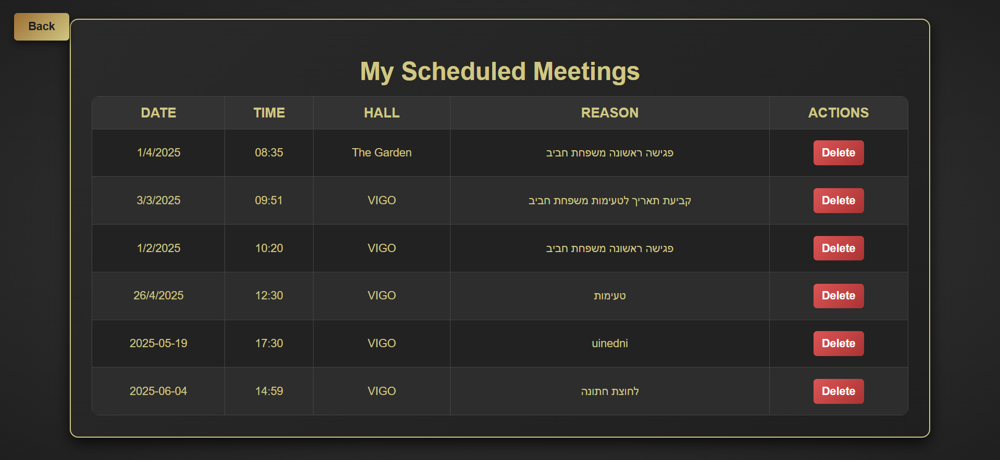 Back
My Scheduled Meetings
DATE TIME HALL REASON ACTIONS
1/4/2025 08:35 The Garden פגישה ראשונה משפחת חביב Delete
3/3/2025 09:51 VIGO קביעת תאריך לטעימות משפחת חביב Delete
1/2/2025 10:20 VIGO פגישה ראשונה משפחת חביב Delete
26/4/2025 12:30 VIGO טעימות Delete
2025-05-19 17:30 VIGO uinedni Delete
2025-06-04 14:59 VIGO לחוצת חתונה Delete